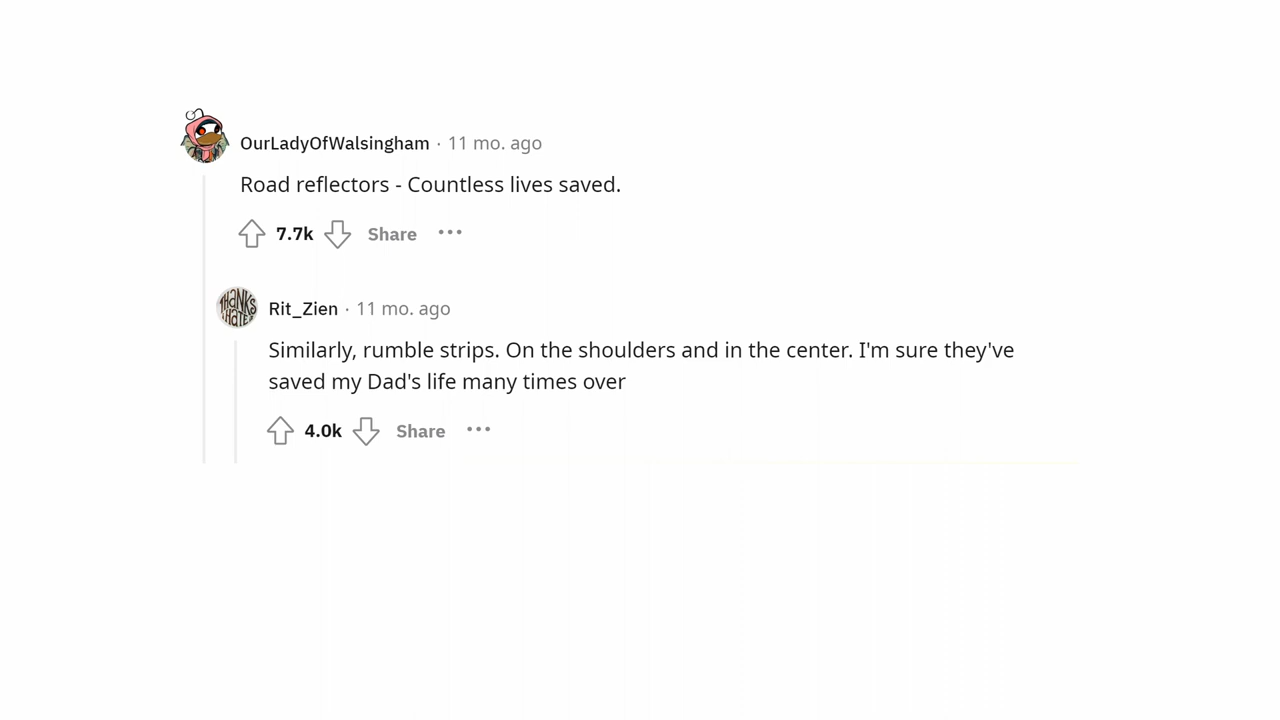 OurLadyOfWalsingham · 11 mo. ago
Road reflectors - Countless lives saved.
7.7k Share
THANKS I HATE
Rit_Zien · 11 mo. ago
Similarly, rumble strips. On the shoulders and in the center. I'm sure they've
saved my Dad's life many times over
4.0k Share